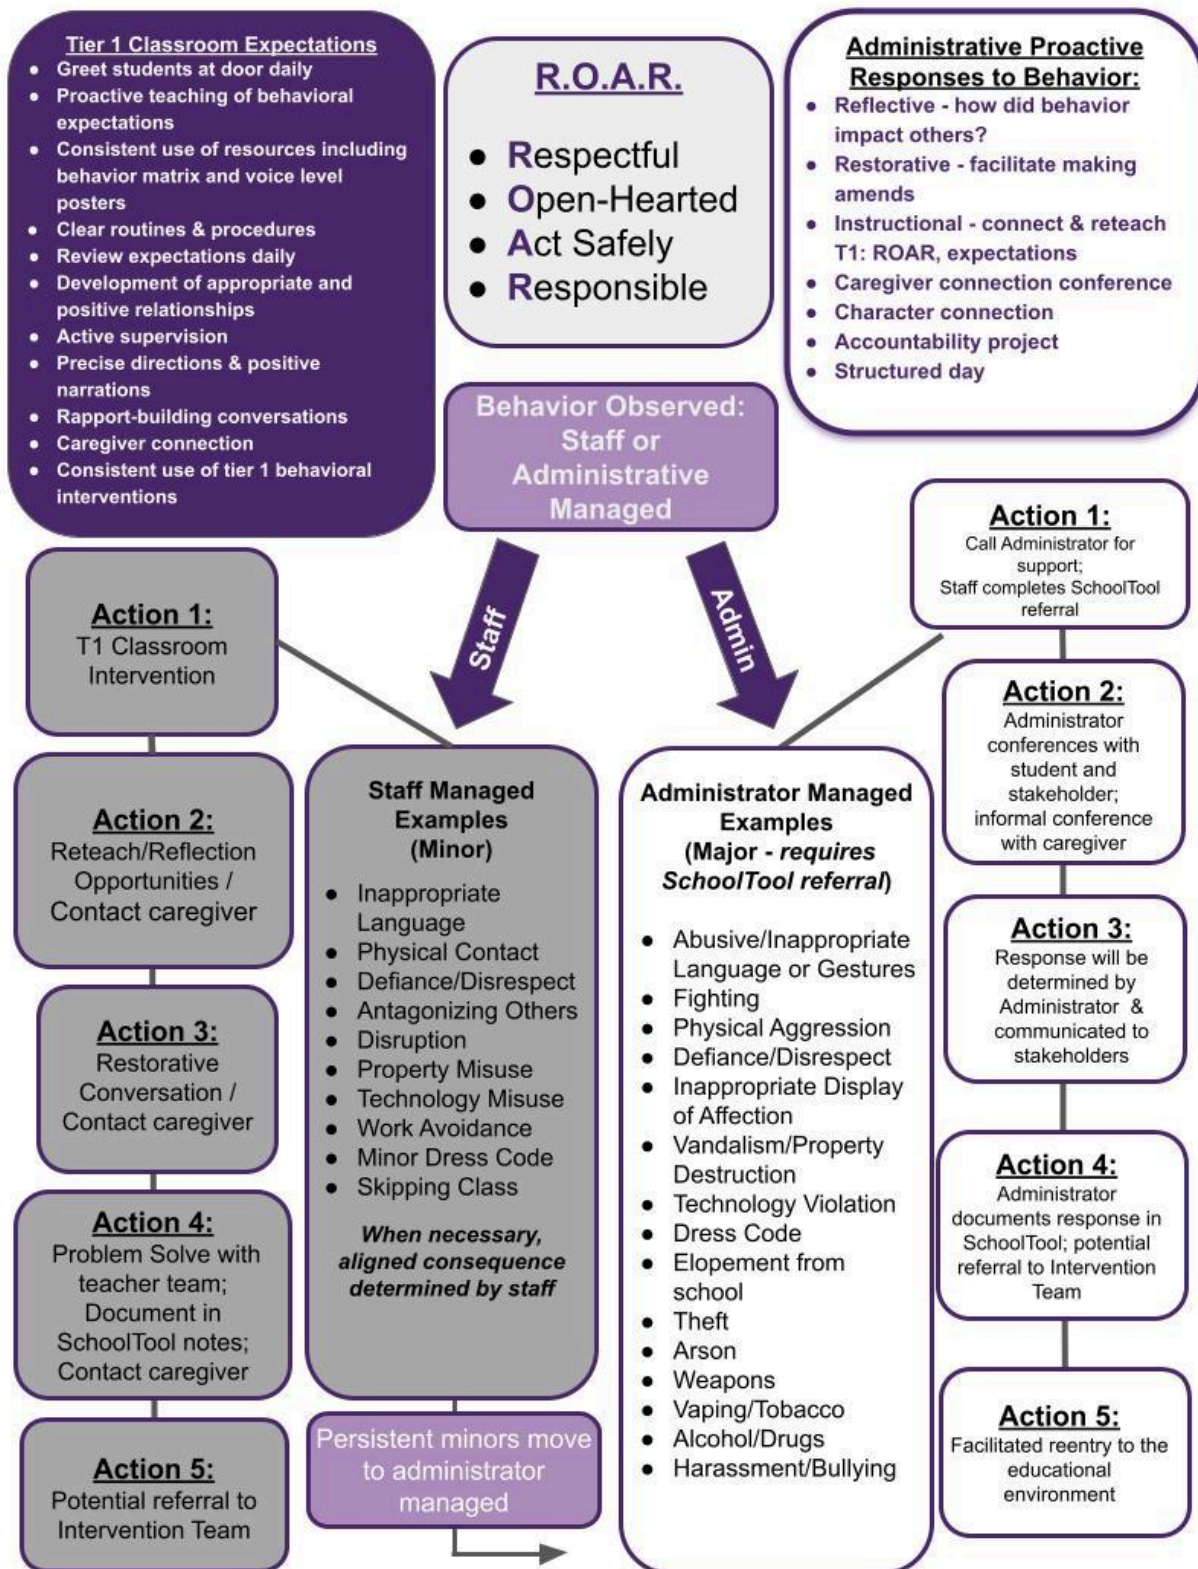 Tier 1 Classroom Expectations
● Greet students at door daily
● Proactive teaching of behavioral
expectations
● Consistent use of resources including
behavior matrix and voice level
posters
● Clear routines & procedures
● Review expectations daily
● Development of appropriate and
positive relationships
● Active supervision
● Precise directions & positive
narrations
● Rapport-building conversations
● Caregiver connection
● Consistent use of tier 1 behavioral
interventions
R.O.A.R.
● Respectful
● Open-Hearted
● Act Safely
● Responsible
Administrative Proactive
Responses to Behavior:
● Reflective - how did behavior
impact others?
● Restorative - facilitate making
amends
● Instructional - connect & reteach
T1: ROAR, expectations
● Caregiver connection conference
● Character connection
● Accountability project
● Structured day
Behavior Observed:
Staff or
Administrative
Managed
Staff
Admin
Action 1:
T1 Classroom
Intervention
Action 2:
Reteach/Reflection
Opportunities /
Contact caregiver
Action 3:
Restorative
Conversation /
Contact caregiver
Action 4:
Problem Solve with
teacher team;
Document in
SchoolTool notes;
Contact caregiver
Action 5:
Potential referral to
Intervention Team
Staff Managed
Examples
(Minor)
● Inappropriate
Language
● Physical Contact
● Defiance/Disrespect
● Antagonizing Others
● Disruption
● Property Misuse
● Technology Misuse
● Work Avoidance
● Minor Dress Code
● Skipping Class
When necessary,
aligned consequence
determined by staff
Persistent minors move
to administrator
managed
Administrator Managed
Examples
(Major - requires
SchoolTool referral)
● Abusive/Inappropriate
Language or Gestures
● Fighting
● Physical Aggression
● Defiance/Disrespect
● Inappropriate Display
of Affection
● Vandalism/Property
Destruction
● Technology Violation
● Dress Code
● Elopement from
school
● Theft
● Arson
● Weapons
● Vaping/Tobacco
● Alcohol/Drugs
● Harassment/Bullying
Action 1:
Call Administrator for
support;
Staff completes SchoolTool
referral
Action 2:
Administrator
conferences with
student and
stakeholder;
informal conference
with caregiver
Action 3:
Response will be
determined by
Administrator &
communicated to
stakeholders
Action 4:
Administrator
documents response in
SchoolTool; potential
referral to Intervention
Team
Action 5:
Facilitated reentry to the
educational
environment